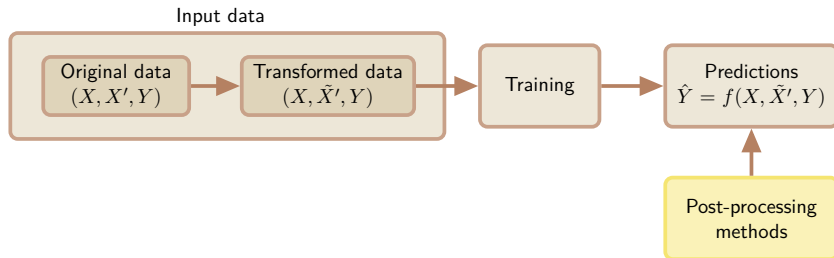 Input data
Original data
(X, X′, Y)
Transformed data
(X, X̃′, Y)
Training
Predictions
Ŷ = f(X, X̃′, Y)
Post-processing
methods